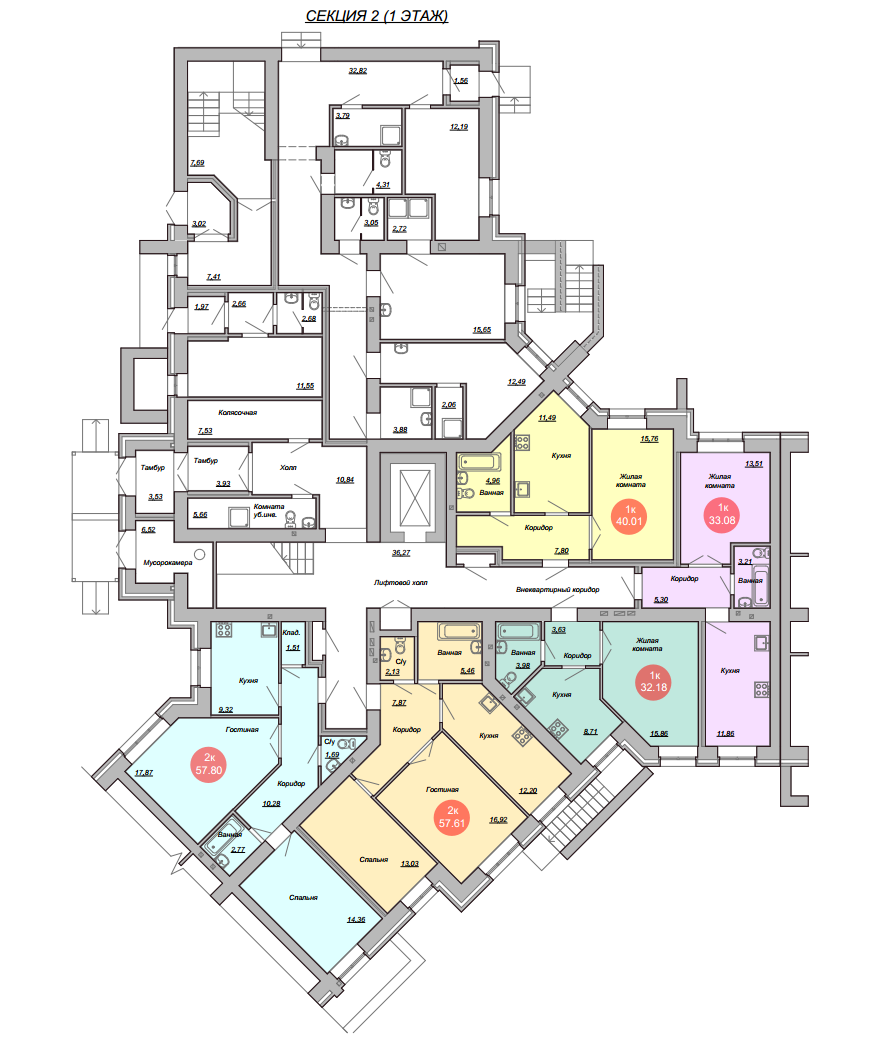 СЕКЦИЯ 2 (1 ЭТАЖ)
32,82
1,56
3,79
12,19
7,69
4,31
3,02
3,05
2,72
7,41
1,97
2,66
2,68
15,65
11,55
12,49
2,06
3,88
Колясочная
7,53
11,49
Кухня
15,76
Жилая
комната
1к
40.01
4,96
Ванная
Коридор
7,80
13,51
Жилая
комната
1к
33.08
Тамбур
3,53
Тамбур
3,93
Холл
10,84
5,66
Комната
уб.инв.
6,52
Мусорокамера
36,27
Лифтовой холл
Внеквартирный коридор
Коридор
5,30
3,21
Ванная
Клад.
1,51
Кухня
9,32
2,13
С/у
Ванная
5,46
Ванная
3,98
3,63
Коридор
Жилая
комната
1к
32.18
15,86
Кухня
11,86
Кухня
8,71
Гостиная
2к
57.80
17,87
С/у
1,69
Коридор
10,28
Ванная
2,77
Спальня
14,36
7,87
Коридор
Кухня
12,20
Гостиная
2к
57.61
16,92
Спальня
13,03